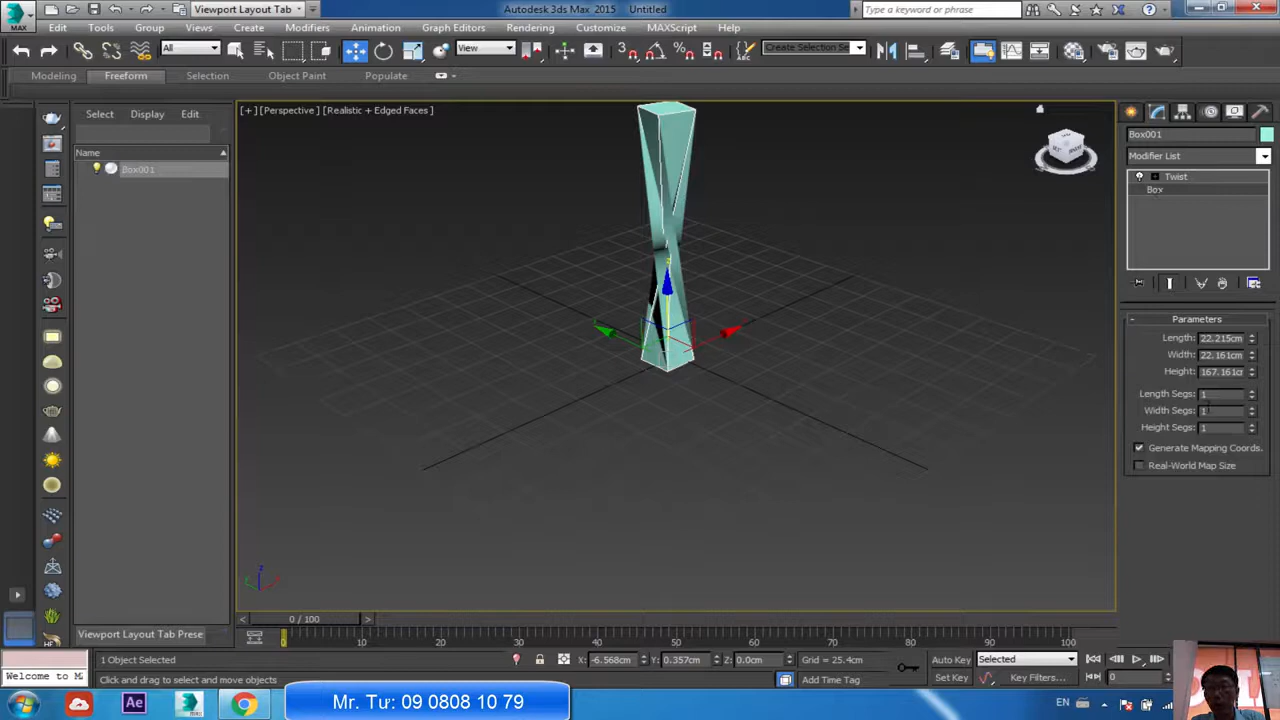 Viewport Layout Tab
Autodesk 3ds Max 2015 Untitled
Type a keyword or phrase
MAX
Edit Tools Group Views Create Modifiers Animation Graph Editors Rendering Customize MAXScript Help
All View Create Selection Se
Modeling Freeform Selection Object Paint Populate
Select Display Edit
[+] [Perspective] [Realistic + Edged Faces]
Name
Box001
Box001
Modifier List
Twist
Box
Parameters
Length: 22.215cm
Width: 22.161cm
Height: 167.161cm
Length Segs: 1
Width Segs: 1
Height Segs: 1
Generate Mapping Coords.
Real-World Map Size
z
0 / 100
Viewport Layout Tab Prese
0 10 20 30 40 50 60 70 80 90 100
1 Object Selected
X: -6.568cm Y: 0.357cm Z: 0.0cm Grid = 25.4cm
Auto Key Selected
Welcome to M
Click and drag to select and move objects
Add Time Tag
Set Key Key Filters... 0
Ae
Mr. Tư: 09 0808 10 79
EN